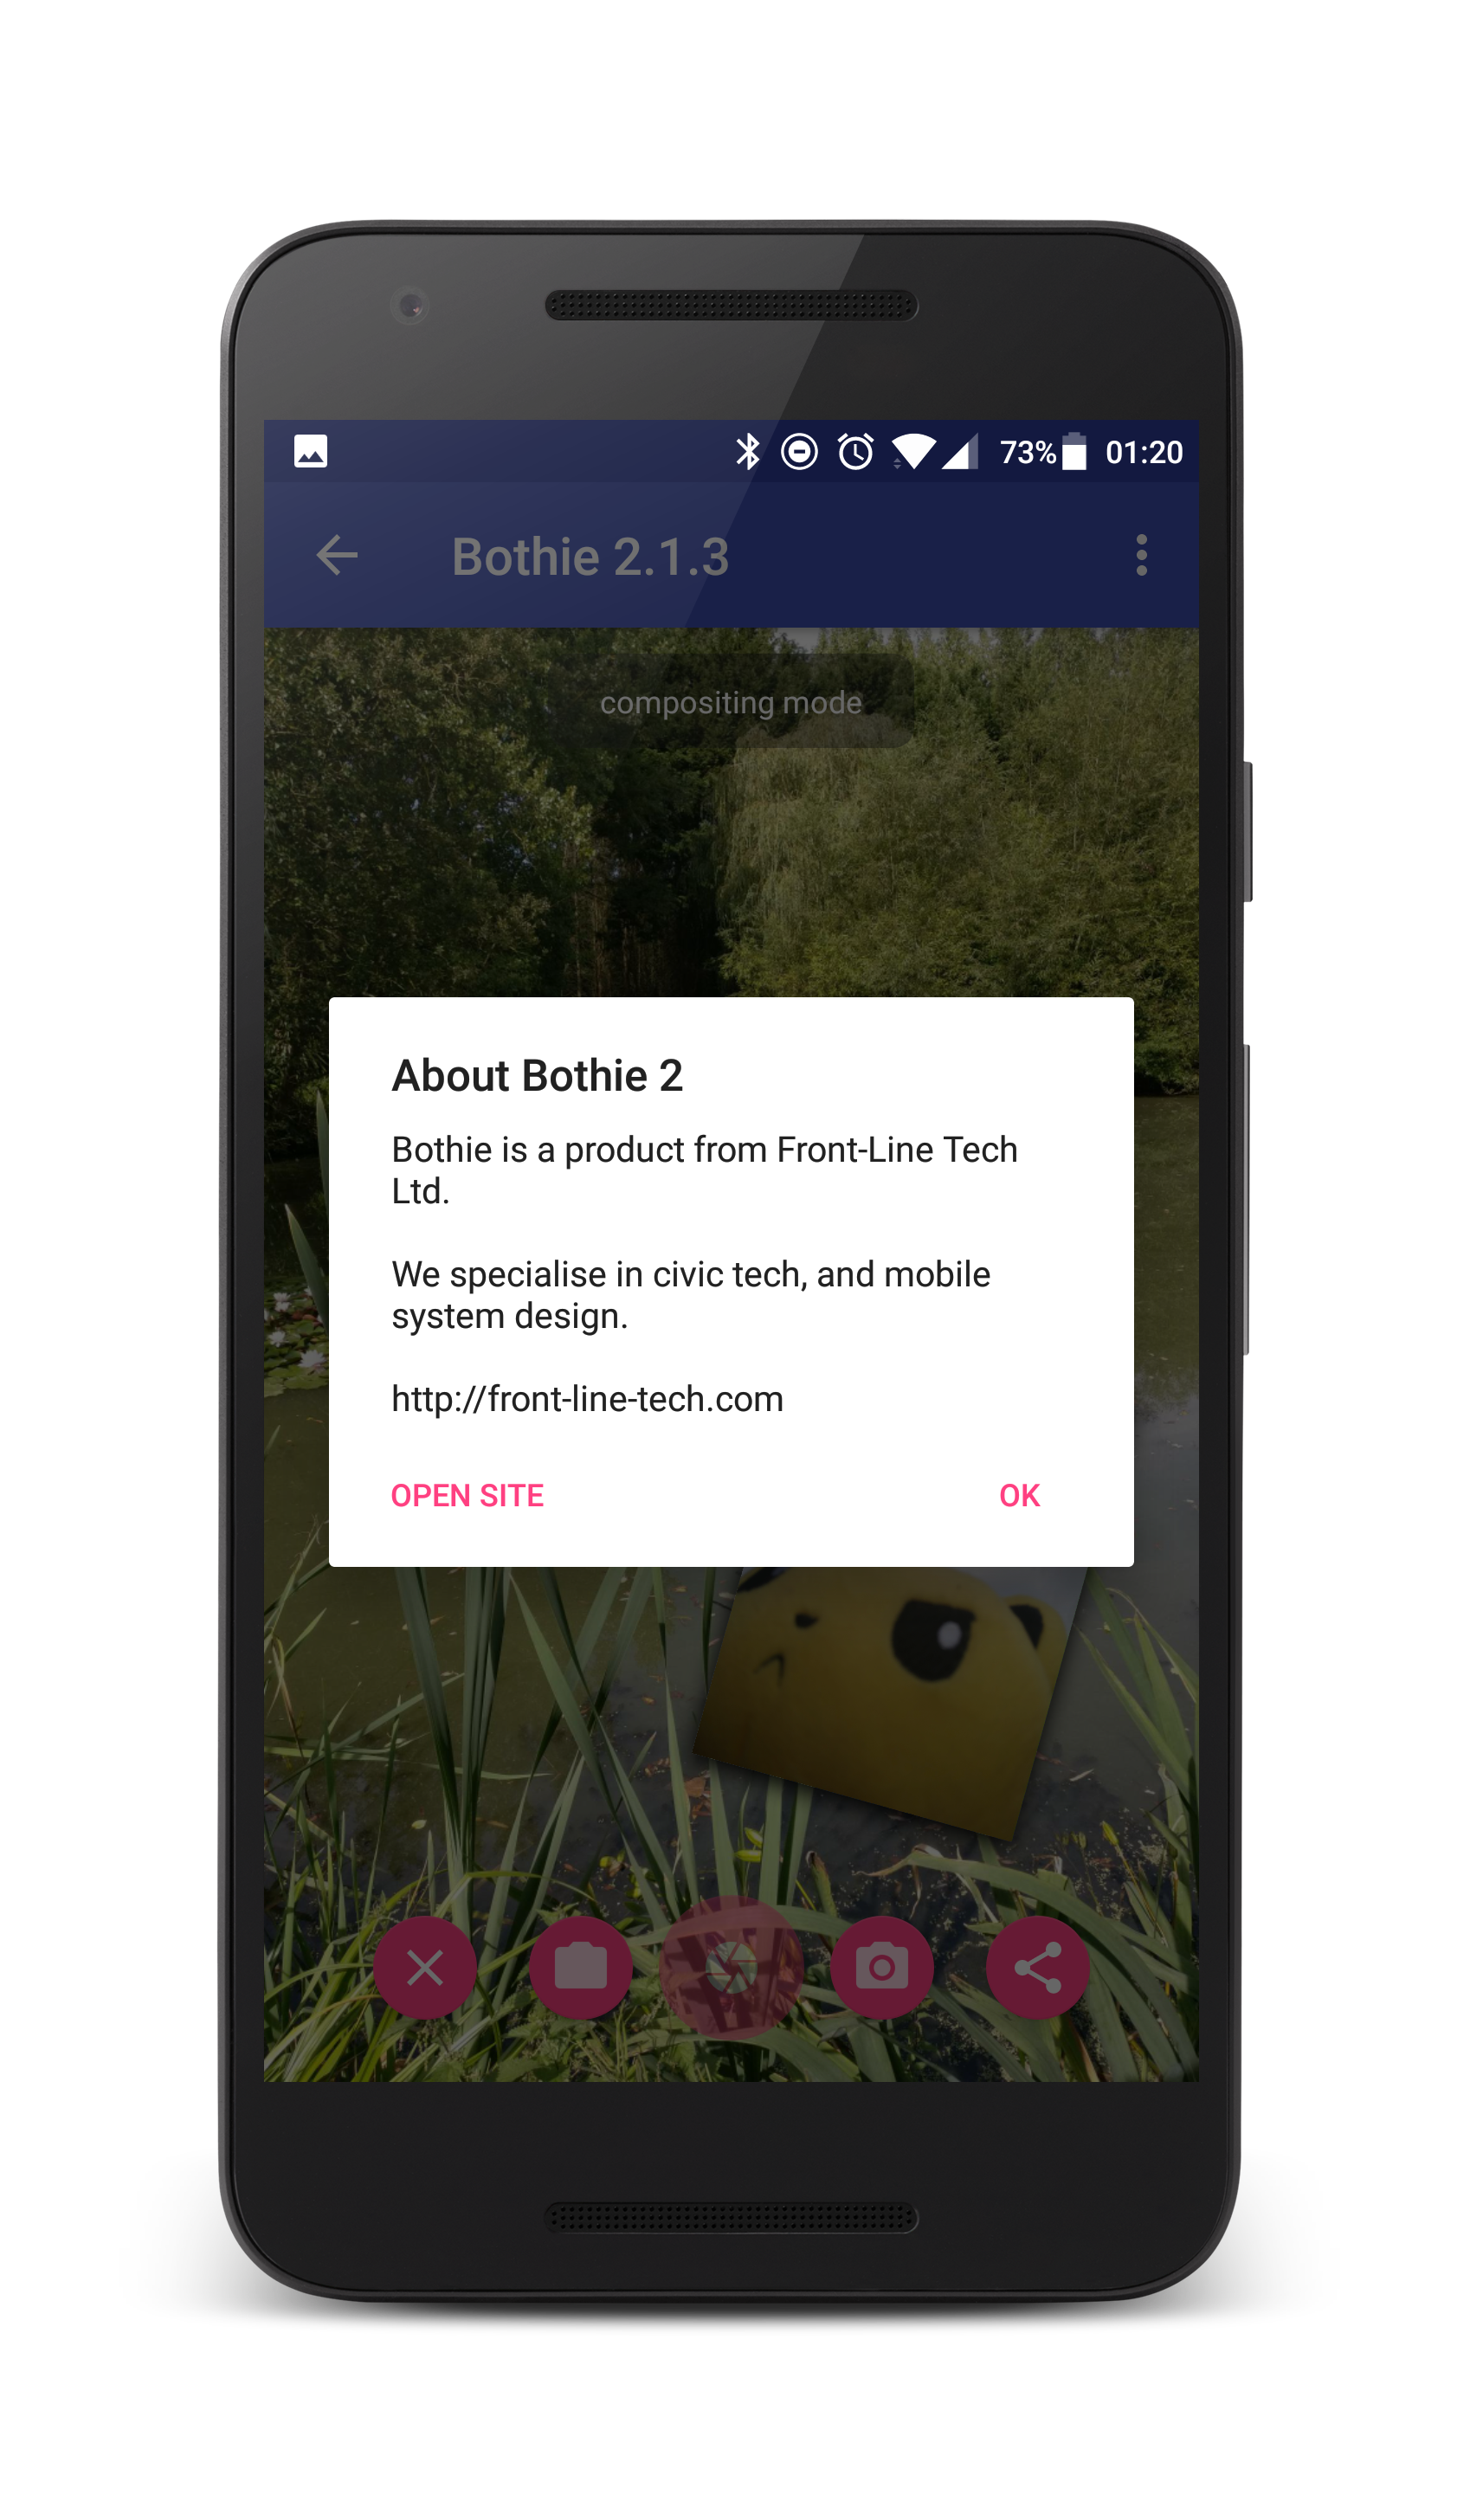 73% 01:20
Bothie 2.1.3
compositing mode
About Bothie 2
Bothie is a product from Front-Line Tech
Ltd.
We specialise in civic tech, and mobile
system design.
http://front-line-tech.com
OPEN SITE OK